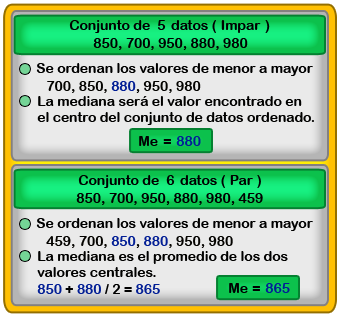 Conjunto de 5 datos ( Impar )
850, 700, 950, 880, 980
Se ordenan los valores de menor a mayor
700, 850, 880, 950, 980
La mediana será el valor encontrado en
el centro del conjunto de datos ordenado.
Me = 880
Conjunto de 6 datos ( Par )
850, 700, 950, 880, 980, 459
Se ordenan los valores de menor a mayor
459, 700, 850, 880, 950, 980
La mediana es el promedio de los dos
valores centrales.
850 + 880 / 2 = 865
Me = 865